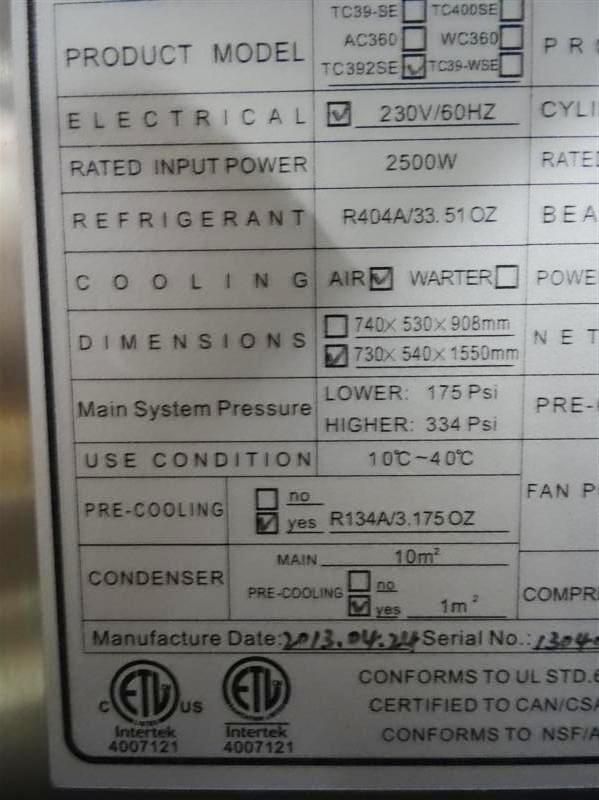 TC39-SE TC400SE
PRODUCT MODEL AC360 WC360
TC392SE TC39-WSE
ELECTRICAL 230V/60HZ CYLI
RATED INPUT POWER 2500W RATE
REFRIGERANT R404A/33.51OZ BEA
COOLING AIR WARTER POWE
DIMENSIONS 740×530×908mm NET
730×540×1550mm
Main System Pressure LOWER: 175 Psi PRE-
HIGHER: 334 Psi
USE CONDITION 10℃~40℃
FAN P
PRE-COOLING no
yes R134A/3.175OZ
CONDENSER MAIN 10m²
PRE-COOLING no COMPR
yes 1m²
Manufacture Date:2013.04.24 Serial No.:1304
c ETL us ETL CONFORMS TO UL STD.
CERTIFIED TO CAN/CS
Intertek Intertek CONFORMS TO NSF/A
4007121 4007121